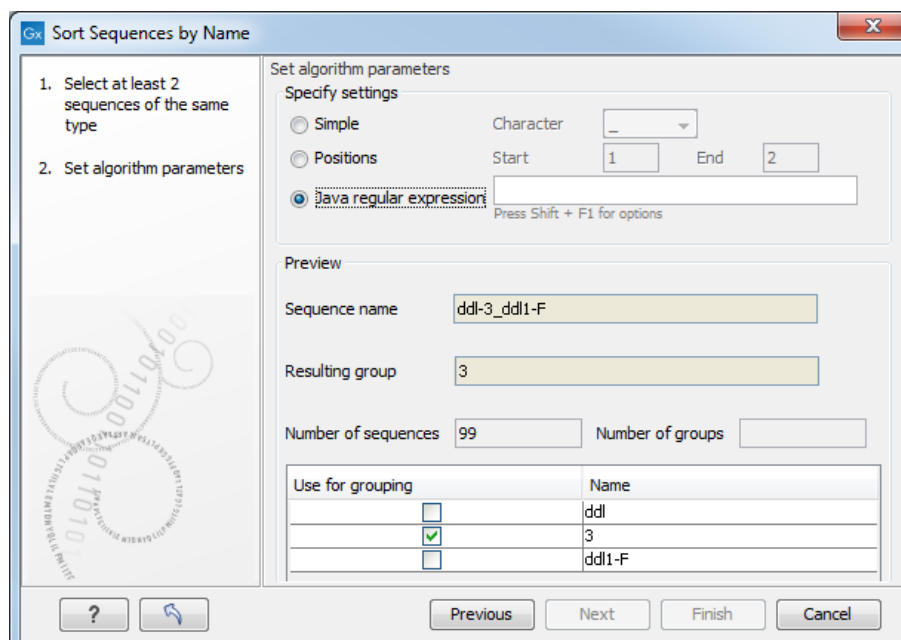 Gx Sort Sequences by Name
1. Select at least 2
sequences of the same
type
2. Set algorithm parameters
Set algorithm parameters
Specify settings
Simple Character _
Positions Start 1 End 2
Java regular expression
Press Shift + F1 for options
Preview
Sequence name ddl-3_ddl1-F
Resulting group 3
Number of sequences 99 Number of groups
Use for grouping Name
ddl
3
ddl1-F
? Previous Next Finish Cancel